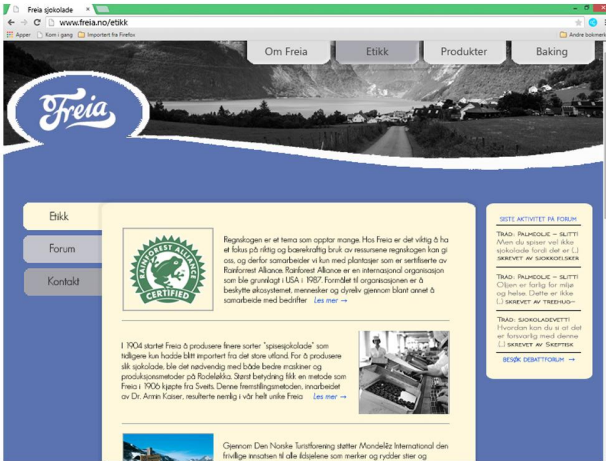 Freia sjokolade
www.freia.no/etikk
Apper
Kom i gang
Importert fra Firefox
Andre bokmerker
Om Freia
Etikk
Produkter
Baking
Freia
Etikk
Forum
Kontakt
RAINFOREST ALLIANCE
CERTIFIED
Regnskogen er et tema som opptar mange. Hos Freia er det viktig å ha
et fokus på riktig og bærekraftig bruk av ressursene regnskogen kan gi
oss, og derfor samarbeider vi kun med plantasjer som er sertifiserte av
Rainforrest Alliance. Rainforrest Alliance er en internasjonal organisasjon
som ble grunnlagt i USA i 1987. Formålet til organisasjonen er å
beskytte økosystemet, mennesker og dyreliv gjennom blant annet å
samarbeide med bedrifter Les mer →
I 1904 startet Freia å produsere finere sorter "spisesjokolade" som
tidligere kun hadde blitt importert fra det store utland. For å produsere
slik sjokolade, ble det nødvendig med både bedre maskiner og
produksjonsmetoder på Rodeløkka. Størst betydning fikk en metode som
Freia i 1906 kjøpte fra Sveits. Denne fremstillingsmetoden, innarbeidet
av Dr. Armin Kaiser, resulterte nemlig i vår helt unike Freia Les mer →
Gjennom Den Norske Turistforening støtter Mondelēz International den
frivillige innsatsen til alle ildsjelene som merker og rydder stier og
SISTE AKTIVITET PÅ FORUM
TRÅD: PALMEOLJE – SLITT!
Men du spiser vel ikke
sjokolade fordi det er (..)
SKREVET AV SJOKKOELSKER
TRÅD: PALMEOLJE – SLITT!
Oljen er farlig for miljø
og helse. Dette er ikke
(..) SKREVET AV TREEHUG–
TRÅD: SJOKOLADEVETT!
Hvordan kan du si at det
er forsvarlig med denne
(..) SKREVET AV SKEPTISK
BESØK DEBATTFORUM →